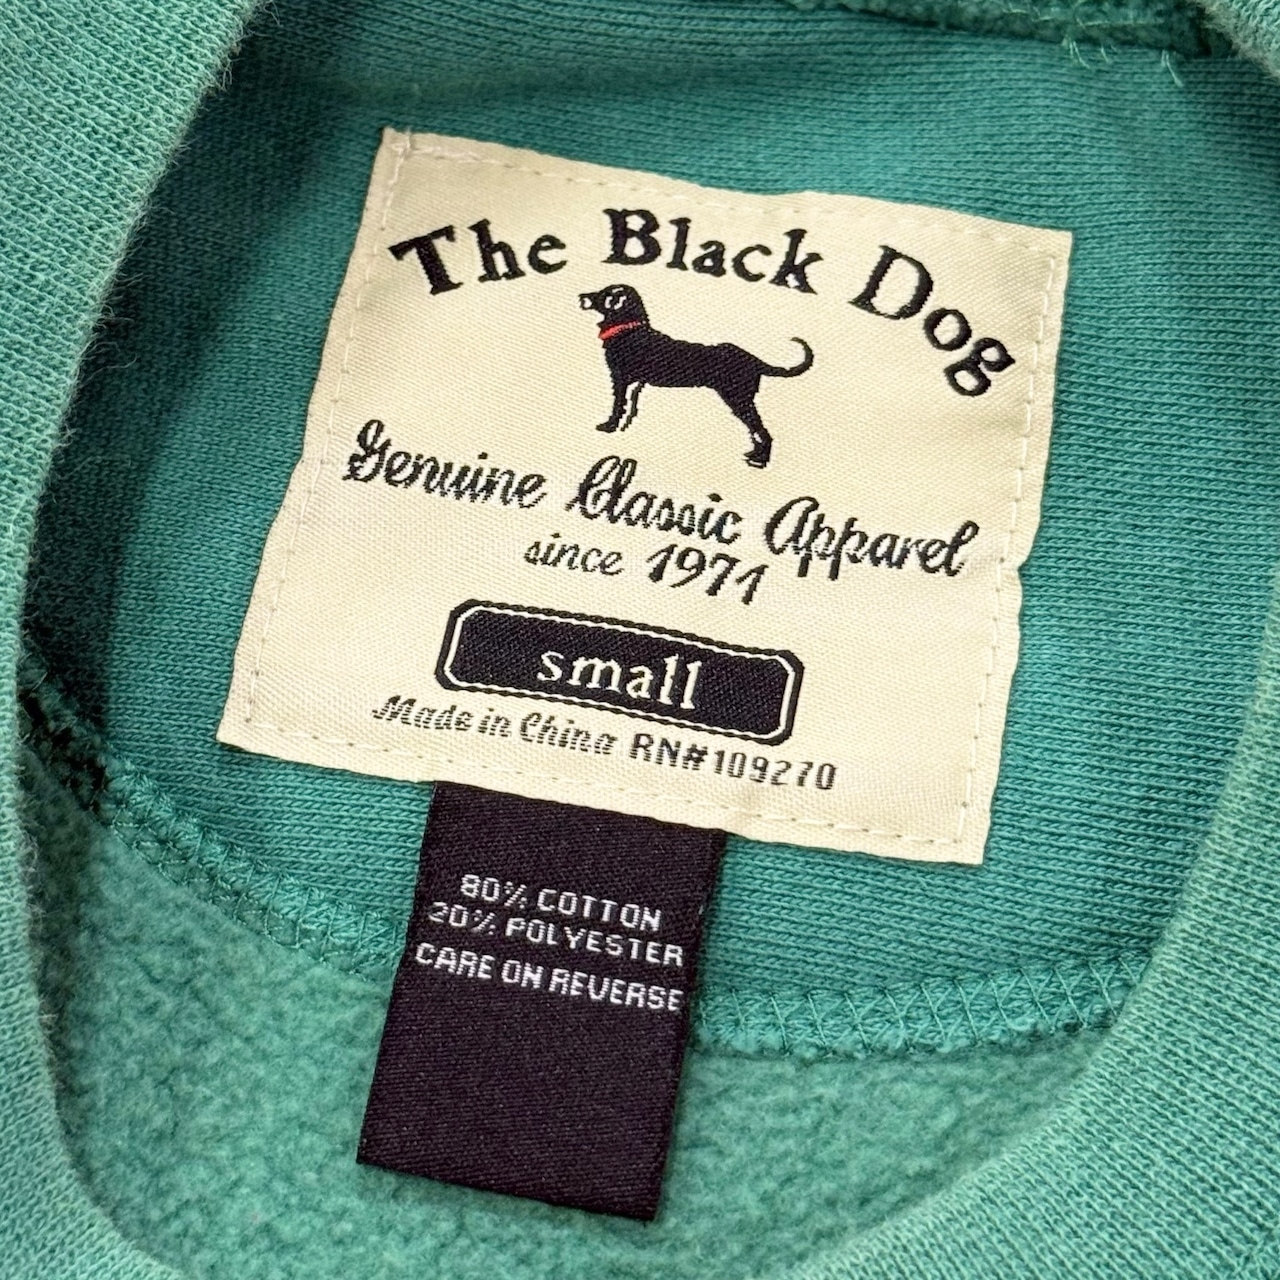 The Black Dog
Genuine Classic Apparel
since 1971
small
Made in China RN#109270
80% COTTON
20% POLYESTER
CARE ON REVERSE